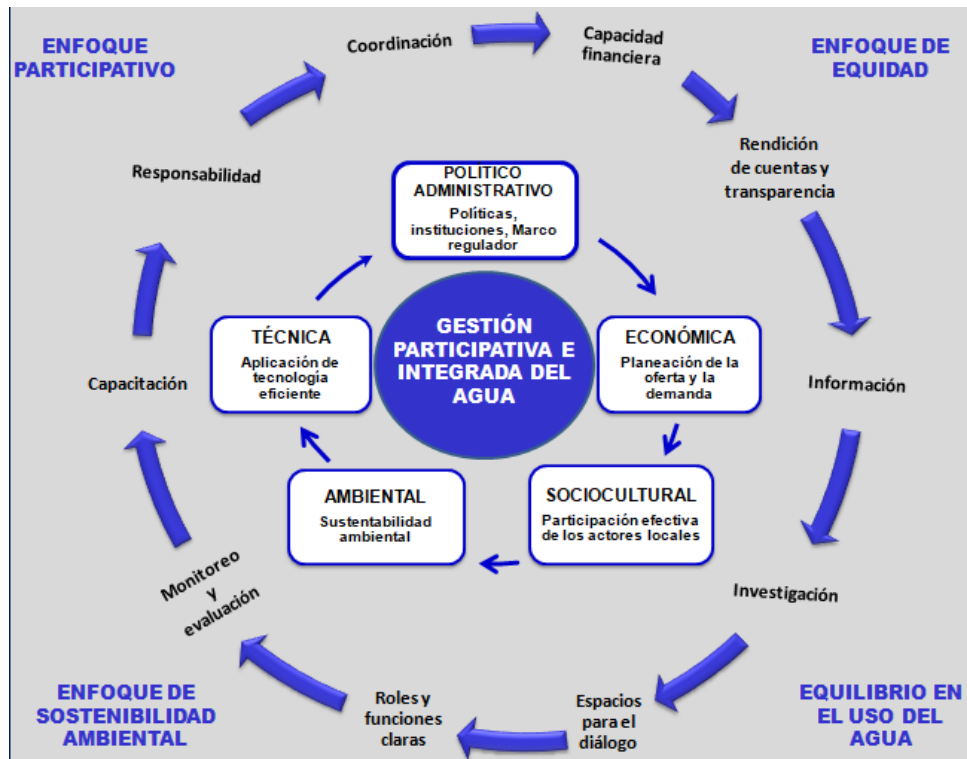 ENFOQUE
PARTICIPATIVO
Coordinación
Capacidad
financiera
ENFOQUE DE
EQUIDAD
Rendición
de cuentas y
transparencia
Responsabilidad
POLÍTICO
ADMINISTRATIVO
Políticas,
instituciones, Marco
regulador
TÉCNICA
Aplicación de
tecnología
eficiente
GESTIÓN
PARTICIPATIVA E
INTEGRADA DEL
AGUA
ECONÓMICA
Planeación de la
oferta y la
demanda
Capacitación
Información
AMBIENTAL
Sustentabilidad
ambiental
SOCIOCULTURAL
Participación efectiva
de los actores locales
Monitoreo
y
evaluación
Investigación
ENFOQUE DE
SOSTENIBILIDAD
AMBIENTAL
Roles y
funciones
claras
Espacios
para el
diálogo
EQUILIBRIO EN
EL USO DEL
AGUA